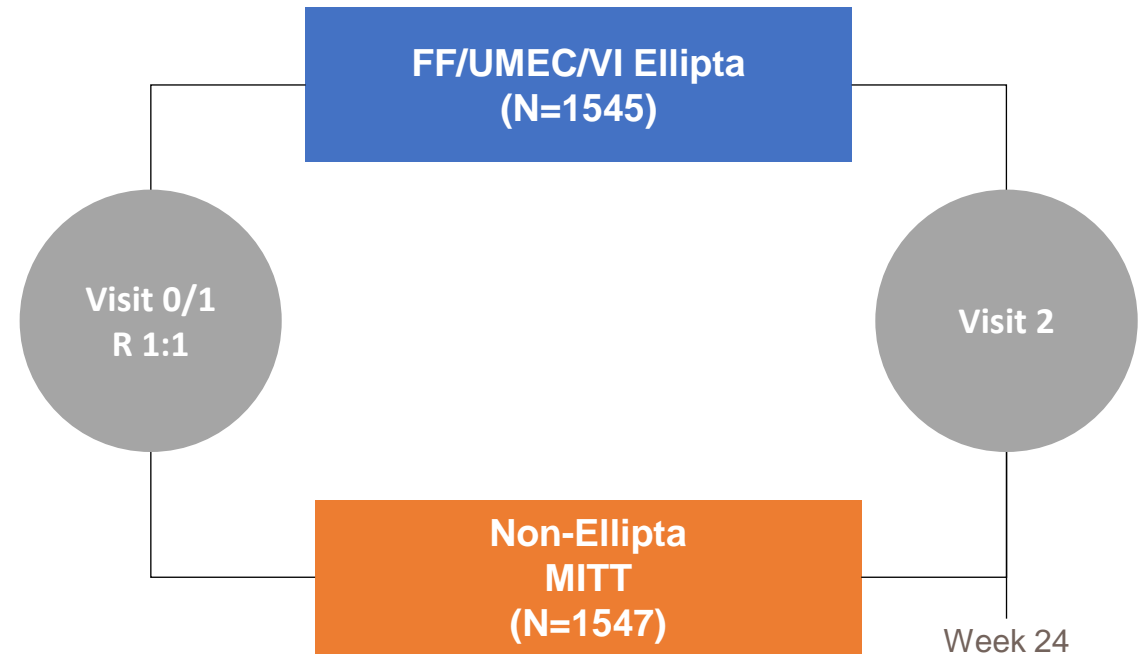 FF/UMEC/VI Ellipta
(N=1545)
Visit 0/1
R 1:1
Visit 2
Non-Ellipta
MITT
(N=1547)
Week 24